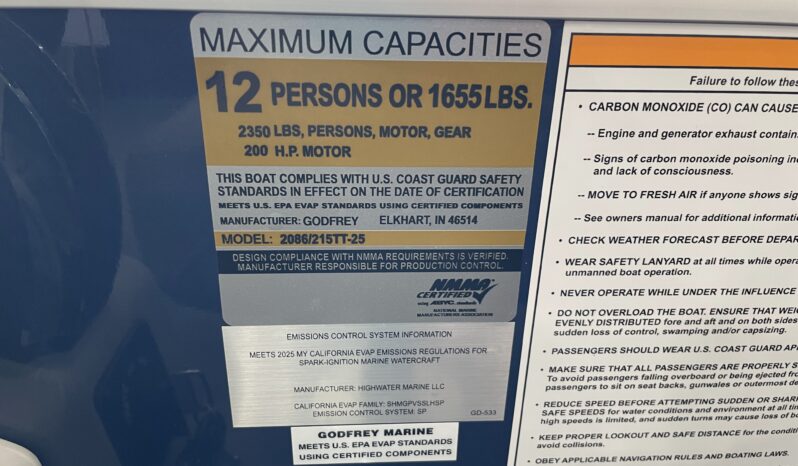 MAXIMUM CAPACITIES
12 PERSONS OR 1655 LBS.
2350 LBS, PERSONS, MOTOR, GEAR
200 H.P. MOTOR
THIS BOAT COMPLIES WITH U.S. COAST GUARD SAFETY
STANDARDS IN EFFECT ON THE DATE OF CERTIFICATION
MEETS U.S. EPA EVAP STANDARDS USING CERTIFIED COMPONENTS
MANUFACTURER: GODFREY ELKHART, IN 46514
MODEL: 2086/215TT-25
DESIGN COMPLIANCE WITH NMMA REQUIREMENTS IS VERIFIED.
MANUFACTURER RESPONSIBLE FOR PRODUCTION CONTROL.
NMMA
CERTIFIED
using ABYC standards
NATIONAL MARINE
MANUFACTURERS ASSOCIATION
EMISSIONS CONTROL SYSTEM INFORMATION
MEETS 2025 MY CALIFORNIA EVAP EMISSIONS REGULATIONS FOR
SPARK-IGNITION MARINE WATERCRAFT
MANUFACTURER: HIGHWATER MARINE LLC
CALIFORNIA EVAP FAMILY: SHMGPVSSLHSP
EMISSION CONTROL SYSTEM: SP GD-533
GODFREY MARINE
MEETS U.S. EPA EVAP STANDARDS
USING CERTIFIED COMPONENTS
Failure to follow these
• CARBON MONOXIDE (CO) CAN CAUSE
-- Engine and generator exhaust contain
-- Signs of carbon monoxide poisoning inc
and lack of consciousness.
-- MOVE TO FRESH AIR if anyone shows sig
-- See owners manual for additional informatio
• CHECK WEATHER FORECAST BEFORE DEPAR
• WEAR SAFETY LANYARD at all times while opera
unmanned boat operation.
• NEVER OPERATE WHILE UNDER THE INFLUENCE
• DO NOT OVERLOAD THE BOAT. ENSURE THAT WEI
EVENLY DISTRIBUTED fore and aft and on both sides
sudden loss of control, swamping and/or capsizing.
• PASSENGERS SHOULD WEAR U.S. COAST GUARD AP
• MAKE SURE THAT ALL PASSENGERS ARE PROPERLY S
To avoid passengers falling overboard or being ejected fro
passengers to sit on seat backs, gunwales or outermost de
• REDUCE SPEED BEFORE ATTEMPTING SUDDEN OR SHAR
SAFE SPEEDS for water conditions and environment at all tim
high speeds is limited, and sudden turns may cause loss of bo
• KEEP PROPER LOOKOUT AND SAFE DISTANCE for the condit
avoid collisions.
• OBEY APPLICABLE NAVIGATION RULES AND BOATING LAWS.